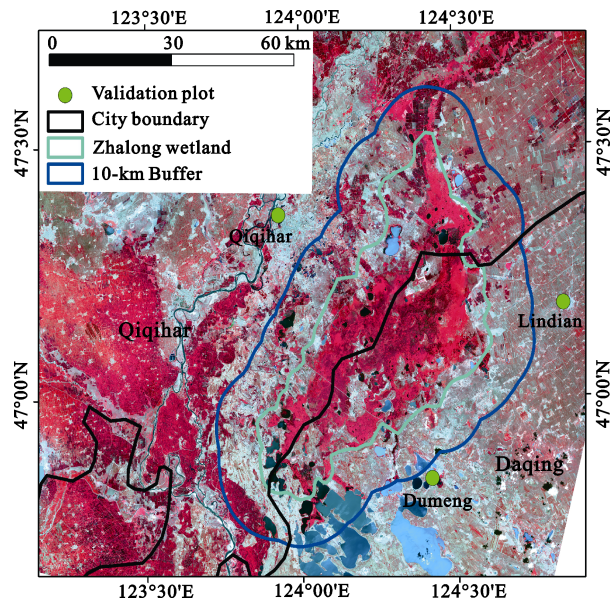 123°30'E 124°00'E 124°30'E
0 30 60 km
Validation plot
City boundary
Zhalong wetland
10-km Buffer
47°30'N 47°30'N
Qiqihar
Qiqihar
Lindian
47°00'N 47°00'N
Daqing
Dumeng
123°30'E 124°00'E 124°30'E